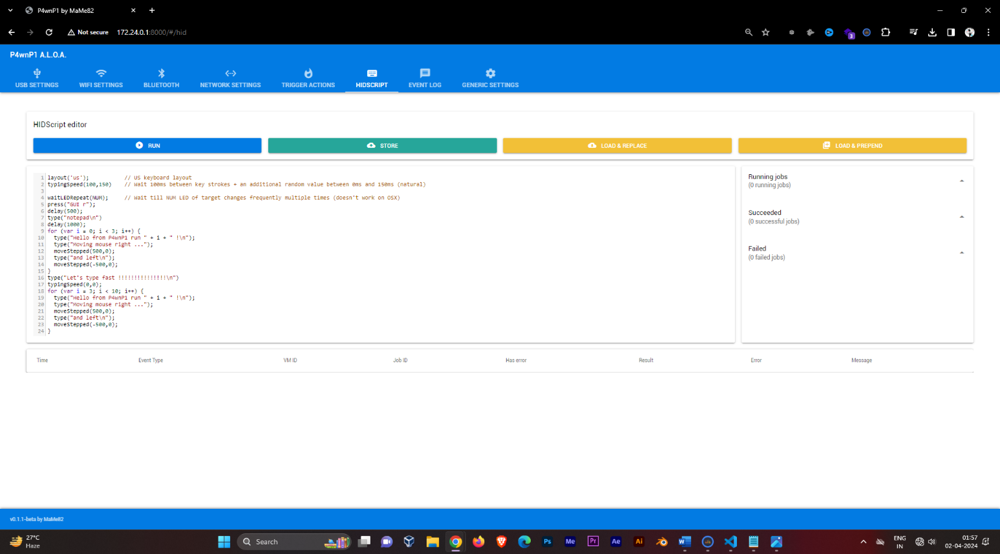 P4wnP1 by MaMe82
Not secure
172.24.0.1:8000/#/hid
3
P4wnP1 A.L.O.A.
USB SETTINGS
WIFI SETTINGS
BLUETOOTH
NETWORK SETTINGS
TRIGGER ACTIONS
HIDSCRIPT
EVENT LOG
GENERIC SETTINGS
HIDScript editor
RUN
STORE
LOAD & REPLACE
LOAD & PREPEND
1 layout('us');           // US keyboard layout
2 typingSpeed(100,150)    // Wait 100ms between key strokes + an additional random value between 0ms and 150ms (natural)
3
4 waitLEDRepeat(NUM);     // Wait till NUM LED of target changes frequently multiple times (doesn't work on OSX)
5 press("GUI r");
6 delay(500);
7 type("notepad\n")
8 delay(1000);
9 for (var i = 0; i < 3; i++) {
10   type("Hello from P4wnP1 run " + i + " !\n");
11   type("Moving mouse right ...");
12   moveStepped(500,0);
13   type("and left\n");
14   moveStepped(-500,0);
15 }
16 type("Let's type fast !!!!!!!!!!!!!!!\n")
17 typingSpeed(0,0);
18 for (var i = 3; i < 10; i++) {
19   type("Hello from P4wnP1 run " + i + " !\n");
20   type("Moving mouse right ...");
21   moveStepped(500,0);
22   type("and left\n");
23   moveStepped(-500,0);
24 }
Running jobs
(0 running jobs)
Succeeded
(0 successful jobs)
Failed
(0 failed jobs)
Time
Event Type
VM ID
Job ID
Has error
Result
Error
Message
v0.1.1-beta by MaMe82
27°C
Haze
Search
Ps
Me
Pr
Ae
Ai
ENG
IN
01:57
02-04-2024